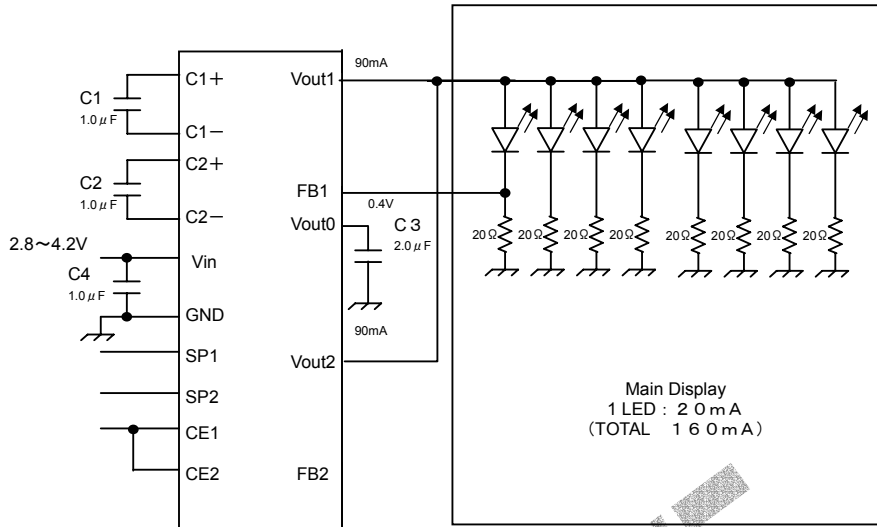 90mA
C1+
Vout1
C1
1.0μF
C1−
C2+
C2
1.0μF
FB1
0.4V
C2−
Vout0
C3
2.0μF
20Ω 20Ω 20Ω 20Ω 20Ω 20Ω 20Ω 20Ω
2.8～4.2V
Vin
C4
1.0μF
GND
90mA
SP1
Vout2
SP2
CE1
CE2
FB2
Main Display
1 LED : 20mA
(TOTAL 160mA)